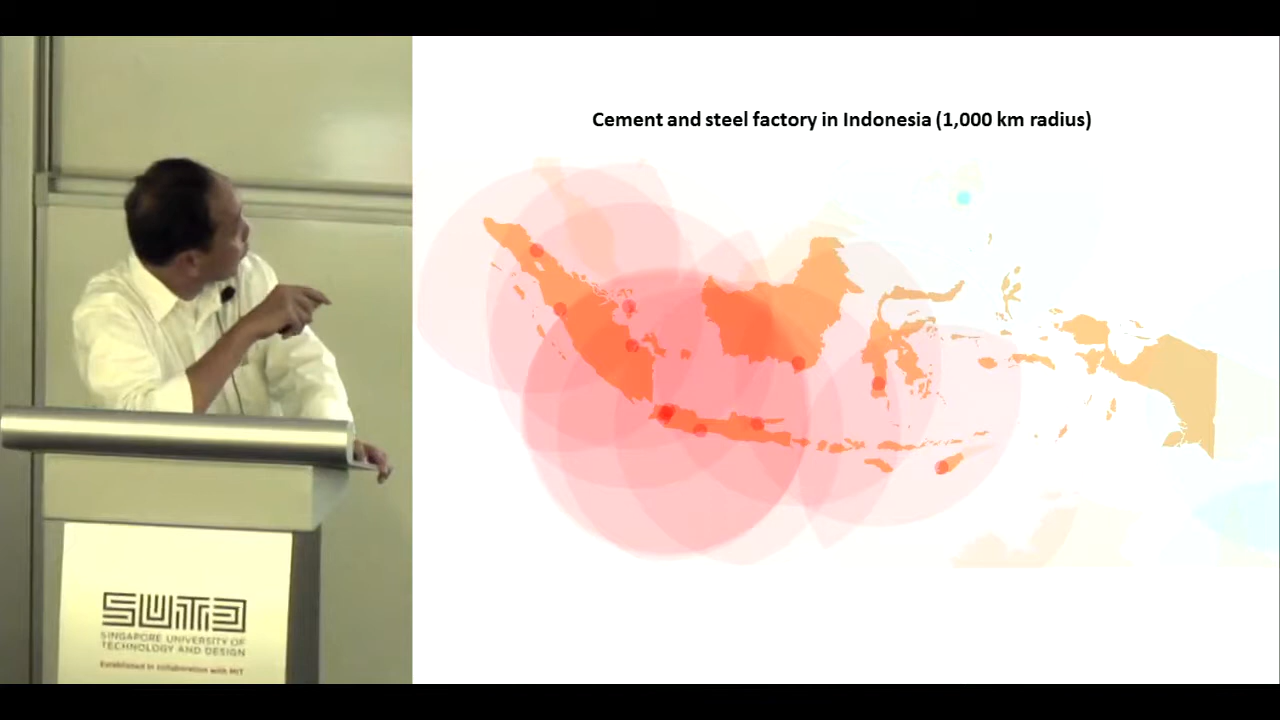 Cement and steel factory in Indonesia (1,000 km radius)
SUTD
SINGAPORE UNIVERSITY OF
TECHNOLOGY AND DESIGN
Established in collaboration with MIT